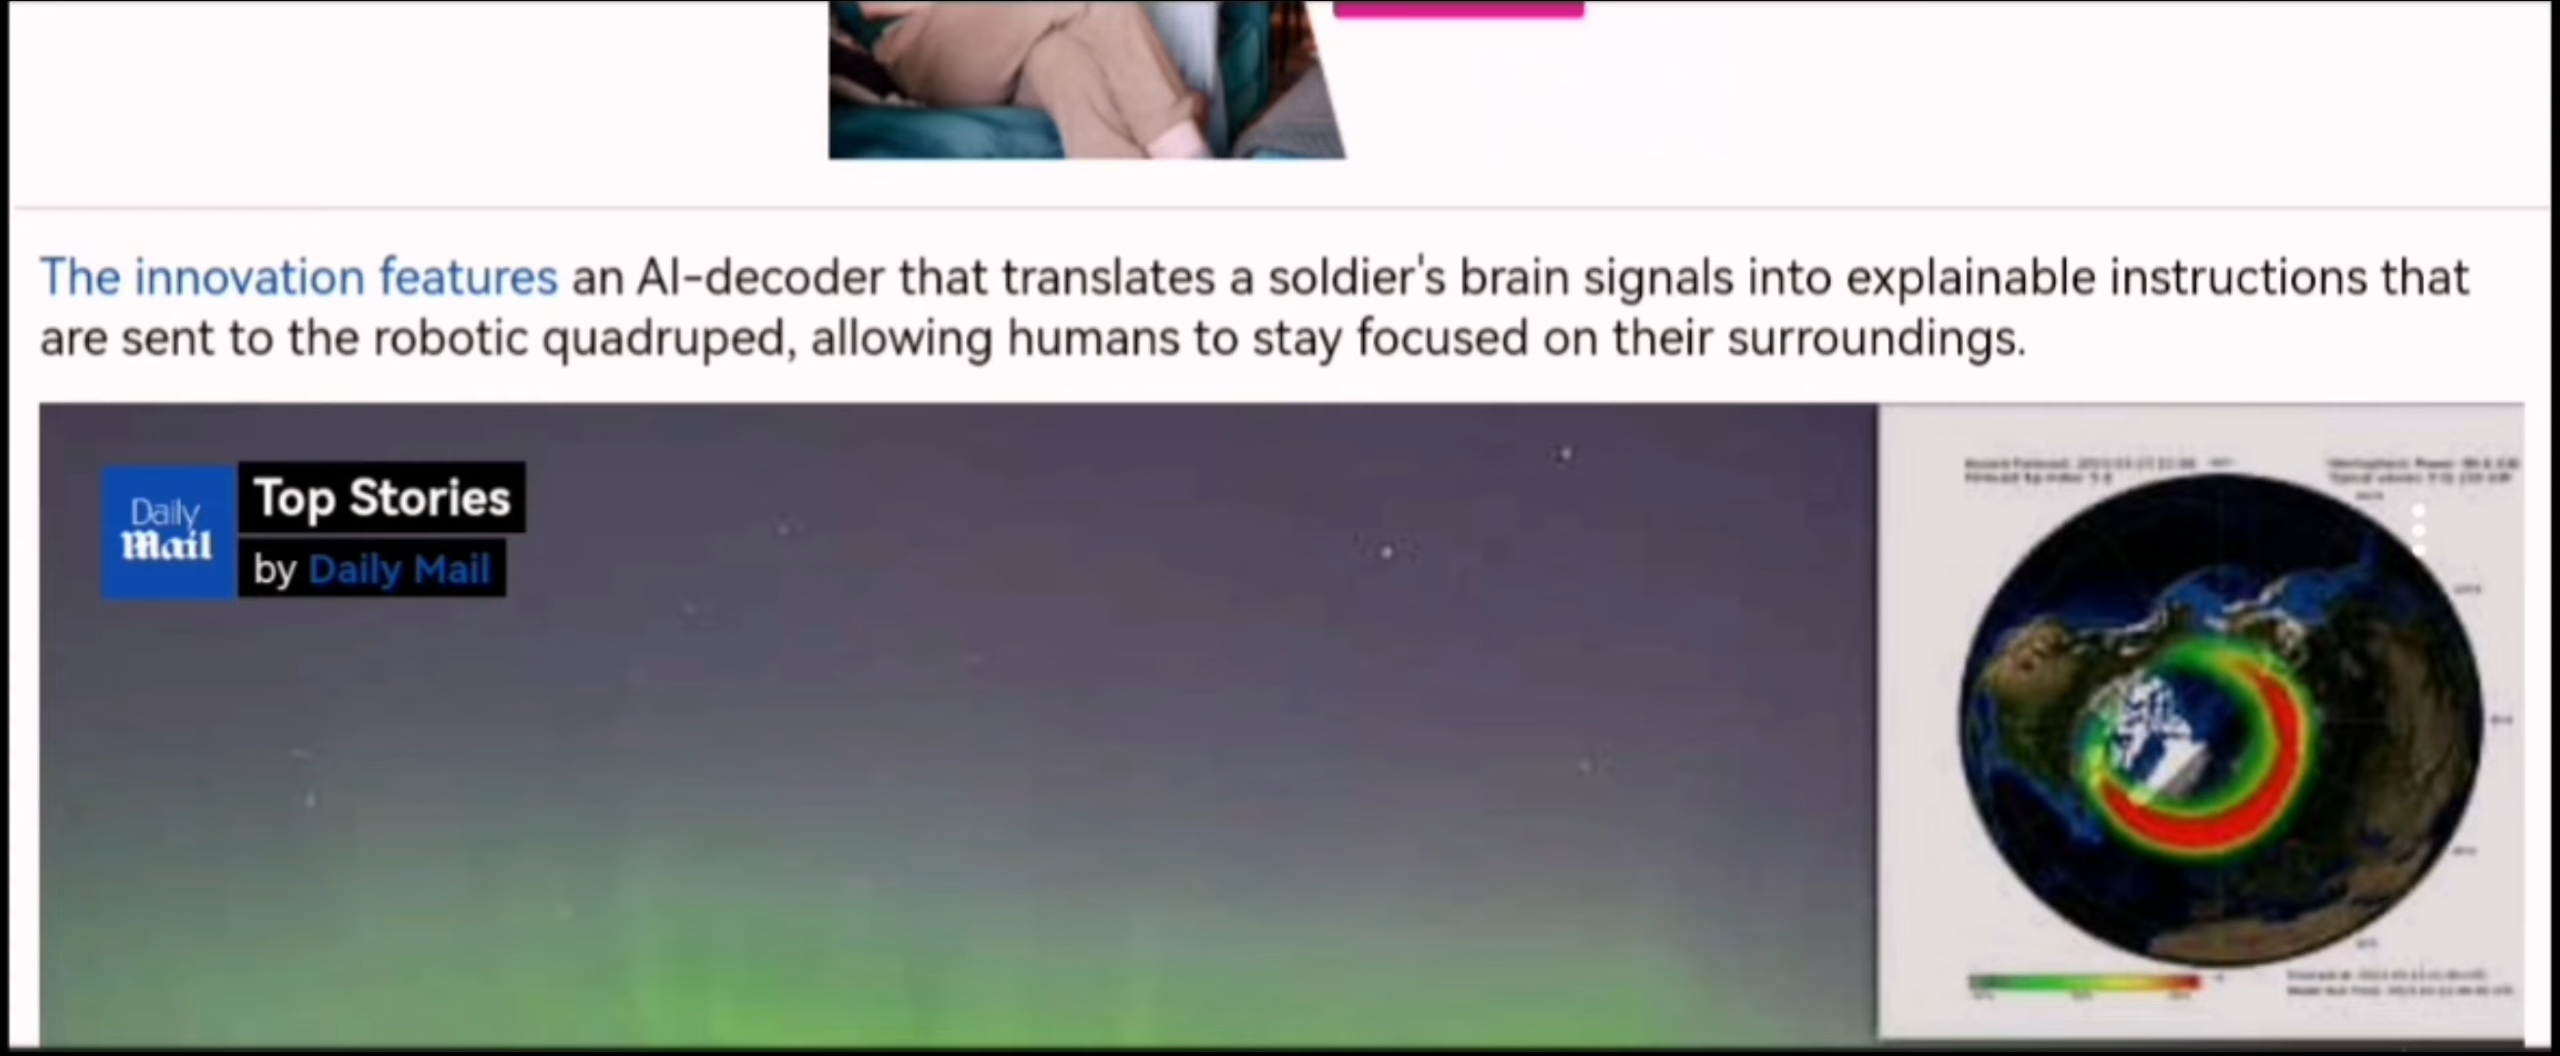 The innovation features an AI-decoder that translates a soldier's brain signals into explainable instructions that
are sent to the robotic quadruped, allowing humans to stay focused on their surroundings.
Daily
Mail
Top Stories
by Daily Mail